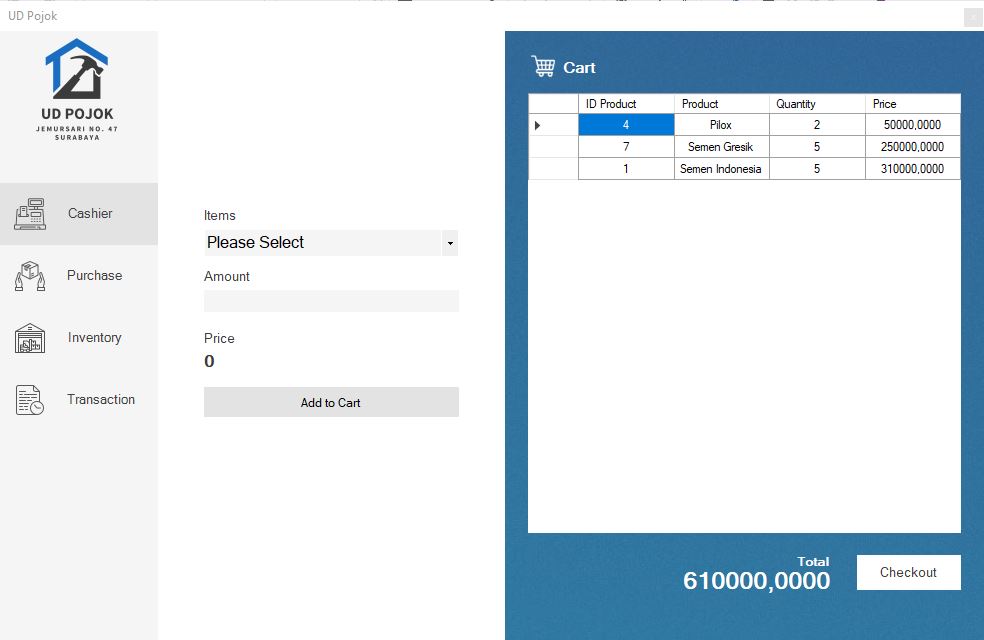 UD Pojok
x
UD POJOK
JEMURSARI NO. 47
SURABAYA
Cashier
Purchase
Inventory
Transaction
Items
Please Select
Amount
Price
0
Add to Cart
Cart
ID Product Product Quantity Price
4 Pilox 2 50000,0000
7 Semen Gresik 5 250000,0000
1 Semen Indonesia 5 310000,0000
Total
610000,0000
Checkout